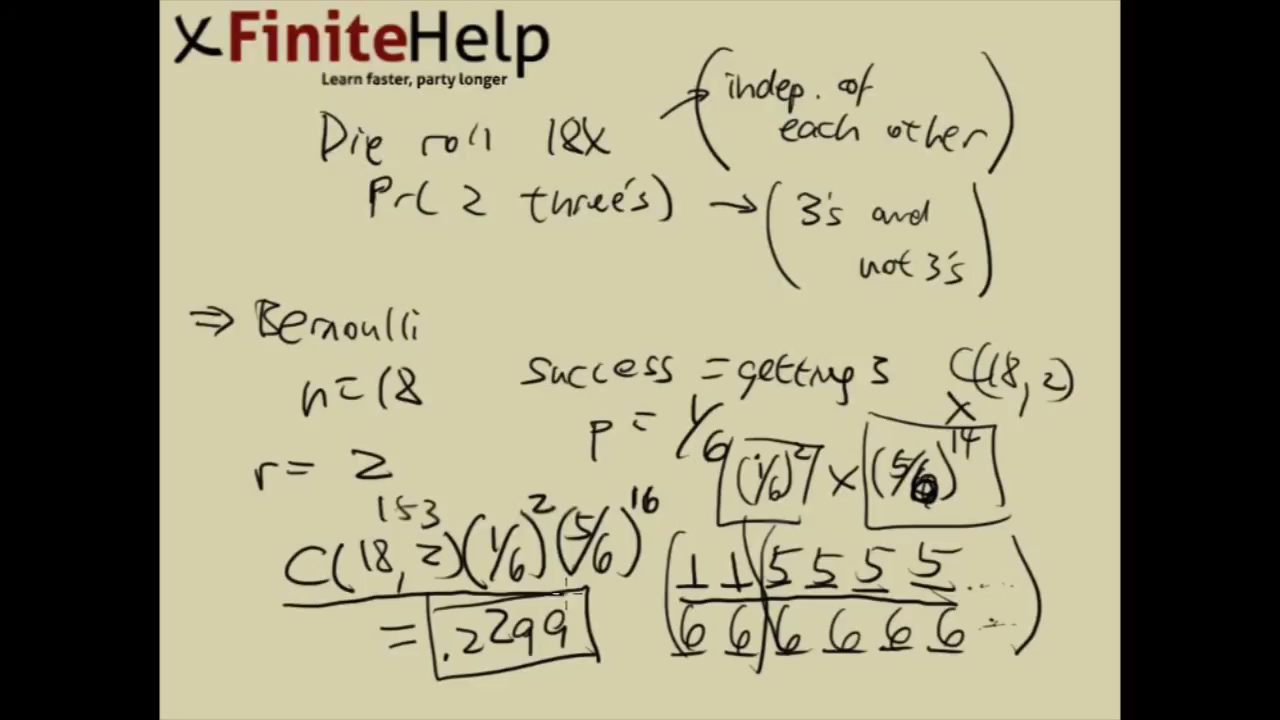 xFiniteHelp
Learn faster, party longer
Die roll 18X
(indep. of
each other)
Pr( 2 three's)
(3's and
not 3's)
⇒ Bernoulli
n=18
success = getting 3
C(18, 2)
x
p = 1/6
(1/6)^2 x (5/6)^14
r= 2
153
C(18, 2)(1/6)^2(5/6)^16
= .2299
(1 1 5 5 5 5 ....
6 6 6 6 6 6 ...)